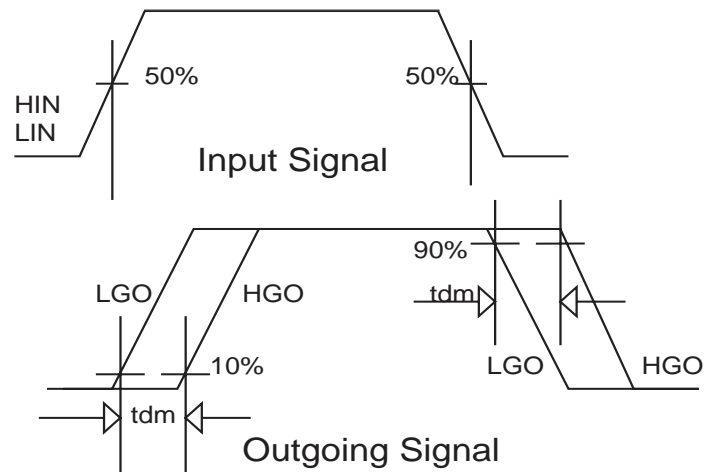 50%
50%
HIN
LIN
Input Signal
90%
LGO
HGO
tdm
10%
LGO
HGO
tdm
Outgoing Signal